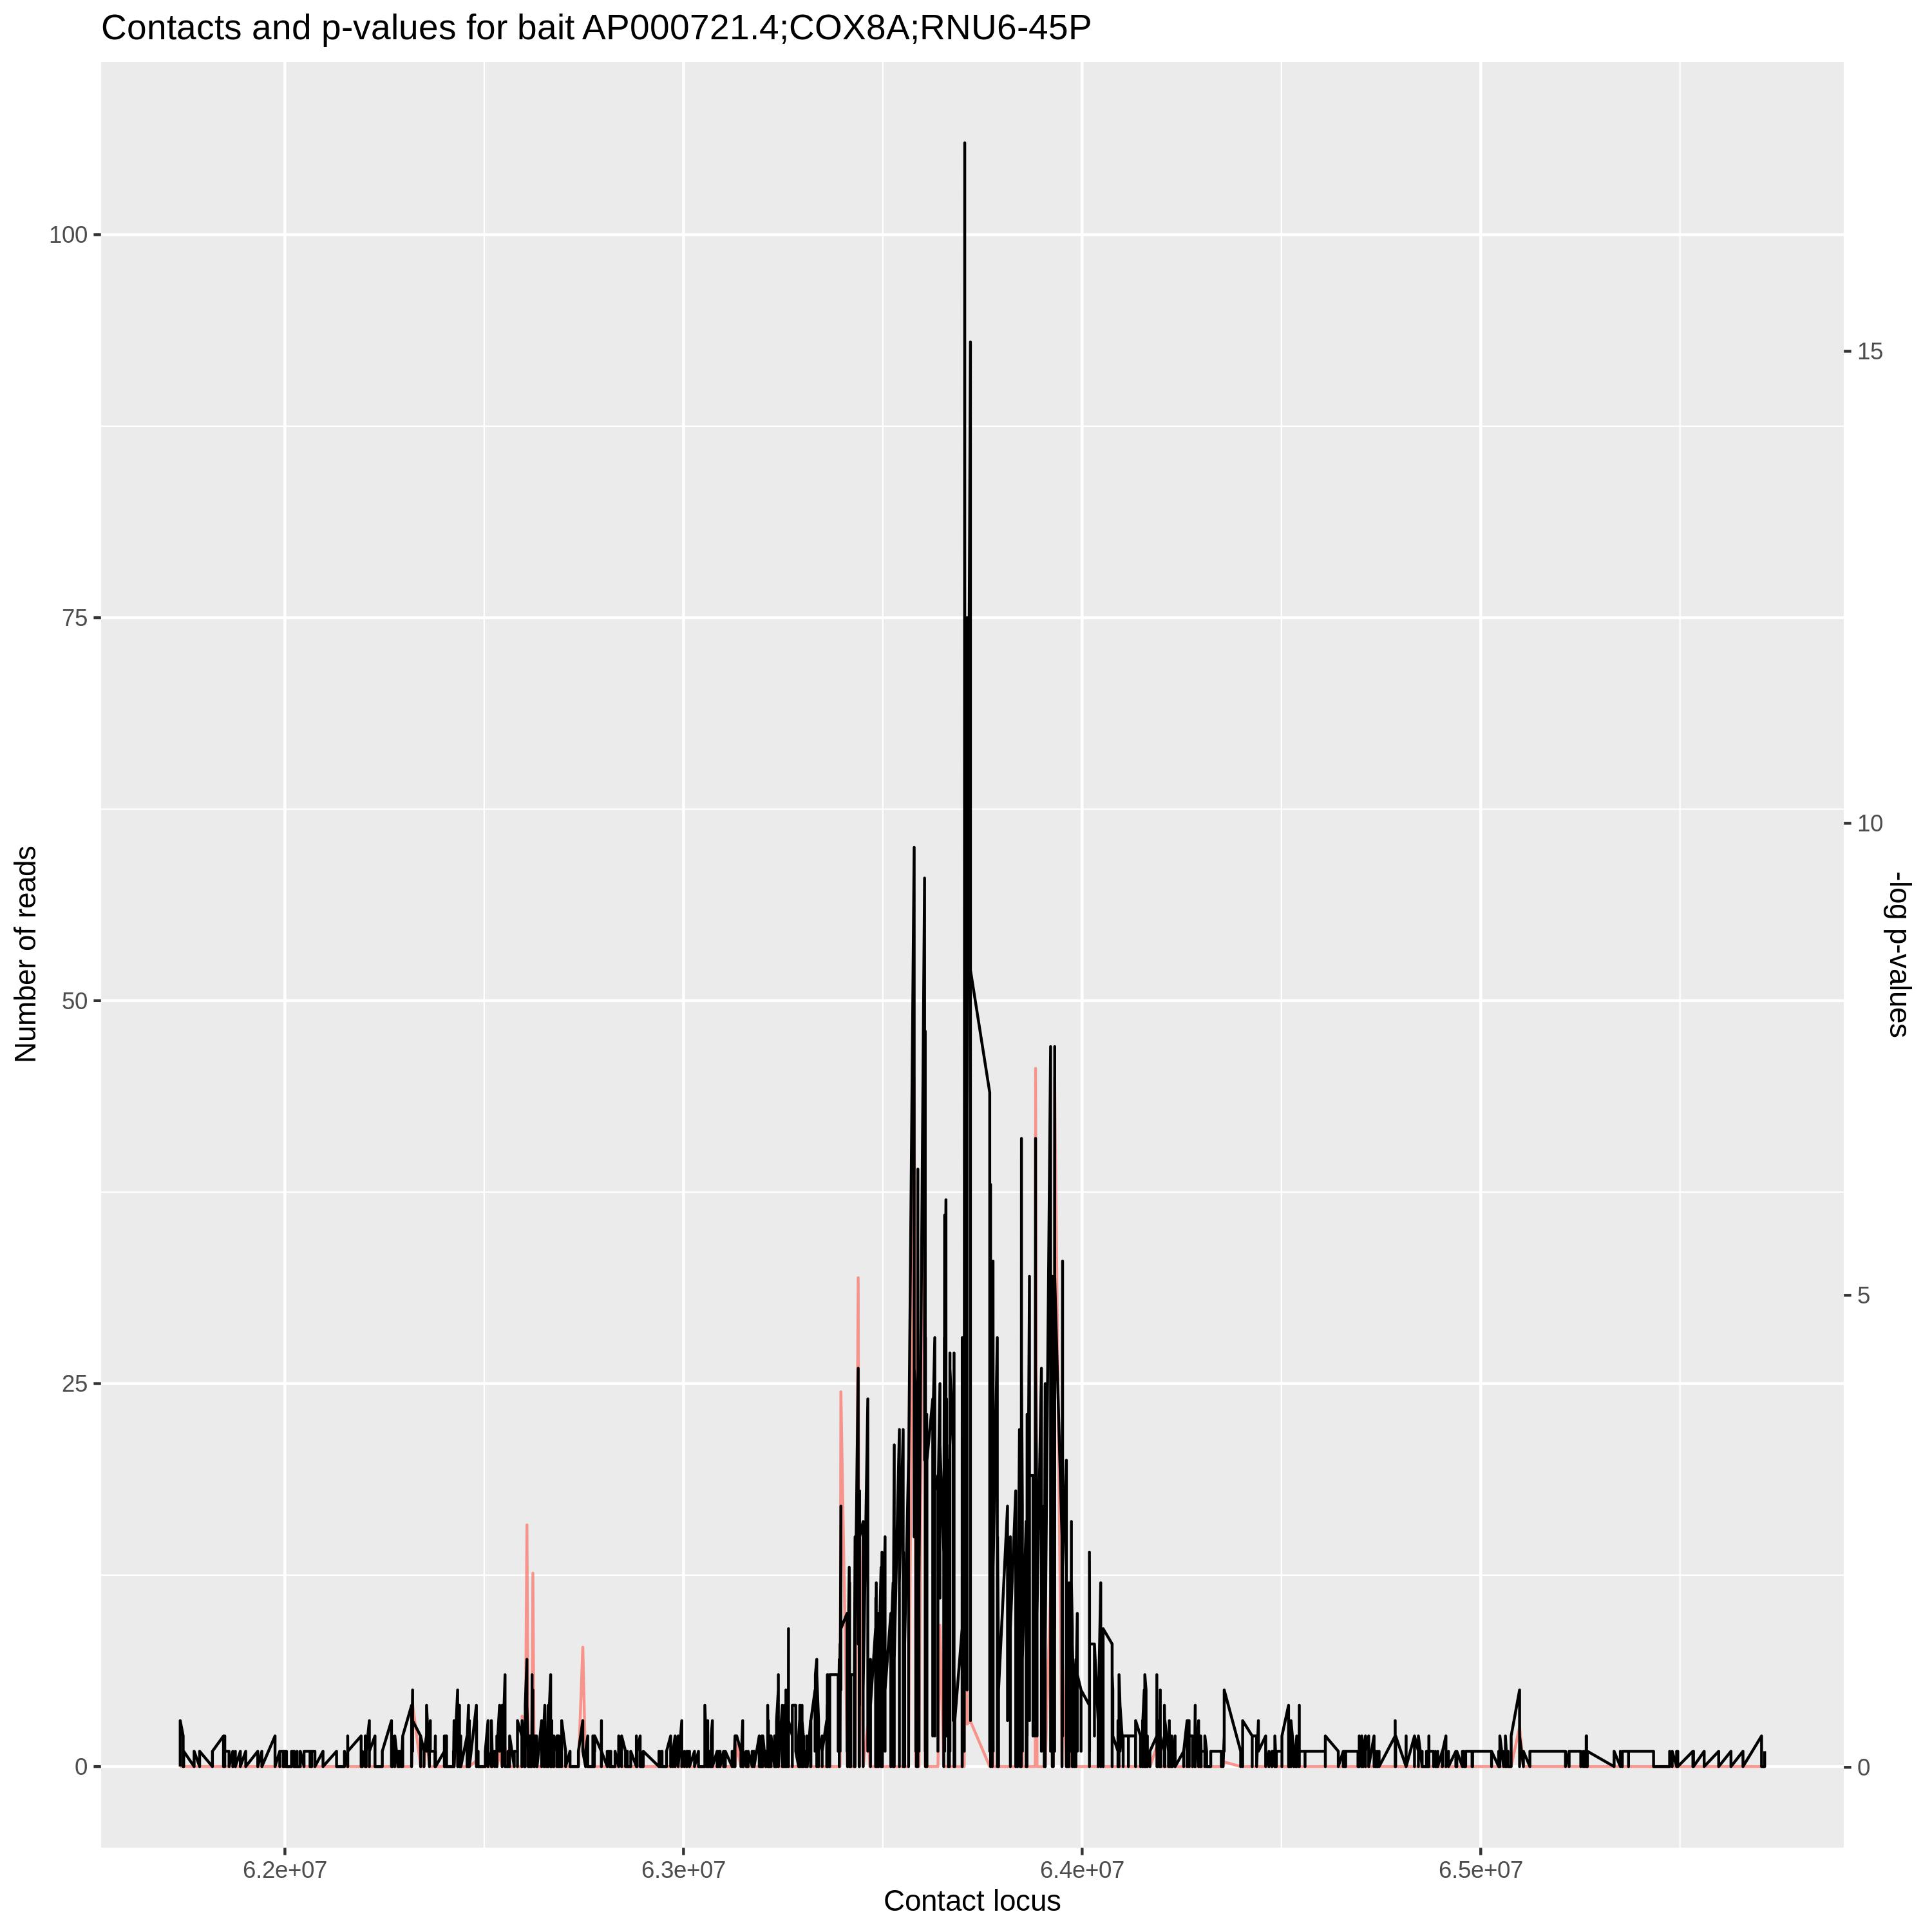 Contacts and p-values for bait AP000721.4;COX8A;RNU6-45P
100
75
50
25
0
Number of reads
15
10
5
0
-log p-values
6.2e+07
6.3e+07
6.4e+07
6.5e+07
Contact locus